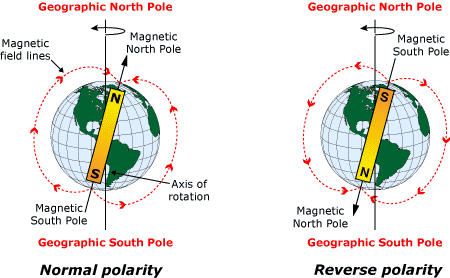 Geographic North Pole
Magnetic
field lines
Magnetic
North Pole
N
S
Magnetic
South Pole
Axis of
rotation
Geographic South Pole
Normal polarity
Geographic North Pole
Magnetic
South Pole
S
N
Magnetic
North Pole
Geographic South Pole
Reverse polarity